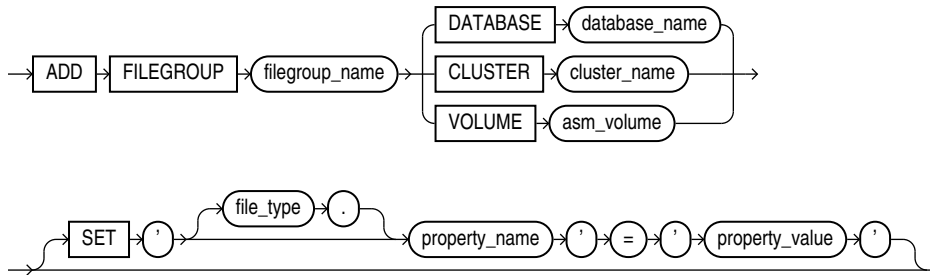 DATABASE database_name
ADD FILEGROUP filegroup_name CLUSTER cluster_name
VOLUME asm_volume
file_type .
SET ' property_name ' = ' property_value '